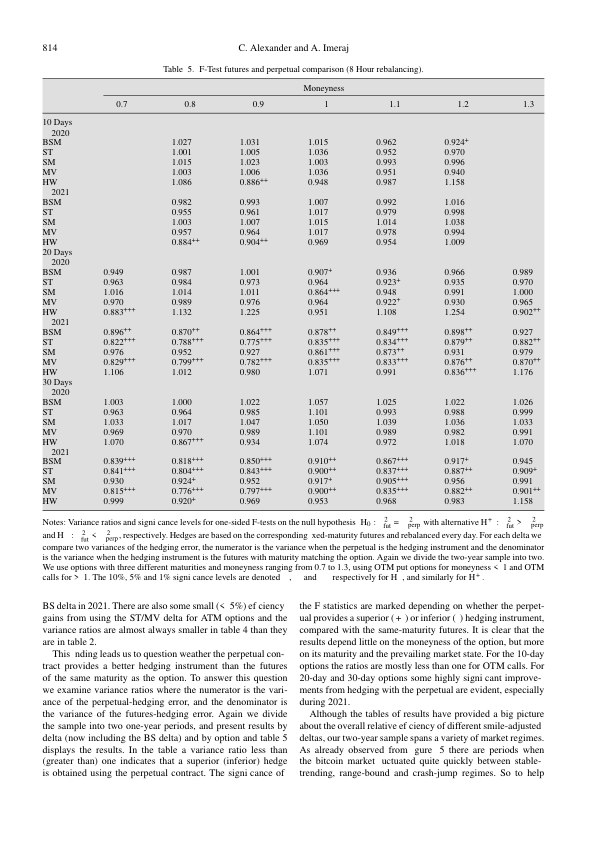 814
C. Alexander and A. Imeraj
Table 5. F-Test futures and perpetual comparison (8 Hour rebalancing).
Moneyness
0.7 0.8 0.9 1 1.1 1.2 1.3
10 Days
2020
BSM 1.027 1.031 1.015 0.962 0.924+
ST 1.001 1.005 1.036 0.952 0.970
SM 1.015 1.023 1.003 0.993 0.996
MV 1.003 1.006 1.036 0.951 0.940
HW 1.086 0.886++ 0.948 0.987 1.158
2021
BSM 0.982 0.993 1.007 0.992 1.016
ST 0.955 0.961 1.017 0.979 0.998
SM 1.003 1.007 1.015 1.014 1.038
MV 0.957 0.964 1.017 0.978 0.994
HW 0.884++ 0.904++ 0.969 0.954 1.009
20 Days
2020
BSM 0.949 0.987 1.001 0.907+ 0.936 0.966 0.989
ST 0.963 0.984 0.973 0.964 0.923+ 0.935 0.970
SM 1.016 1.014 1.011 0.864+++ 0.948 0.991 1.000
MV 0.970 0.989 0.976 0.964 0.922+ 0.930 0.965
HW 0.883+++ 1.132 1.225 0.951 1.108 1.254 0.902++
2021
BSM 0.896++ 0.870++ 0.864+++ 0.878++ 0.849+++ 0.898++ 0.927
ST 0.822+++ 0.788+++ 0.775+++ 0.835+++ 0.834+++ 0.879++ 0.882++
SM 0.976 0.952 0.927 0.861+++ 0.873++ 0.931 0.979
MV 0.829+++ 0.799+++ 0.782+++ 0.835+++ 0.833+++ 0.876++ 0.870++
HW 1.106 1.012 0.980 1.071 0.991 0.836+++ 1.176
30 Days
2020
BSM 1.003 1.000 1.022 1.057 1.025 1.022 1.026
ST 0.963 0.964 0.985 1.101 0.993 0.988 0.999
SM 1.033 1.017 1.047 1.050 1.039 1.036 1.033
MV 0.969 0.970 0.989 1.101 0.989 0.982 0.991
HW 1.070 0.867+++ 0.934 1.074 0.972 1.018 1.070
2021
BSM 0.839+++ 0.818+++ 0.850+++ 0.910++ 0.867+++ 0.917+ 0.945
ST 0.841+++ 0.804+++ 0.843+++ 0.900++ 0.837+++ 0.887++ 0.909+
SM 0.930 0.924+ 0.952 0.917+ 0.905+++ 0.956 0.991
MV 0.815+++ 0.776+++ 0.797+++ 0.900++ 0.835+++ 0.882++ 0.901++
HW 0.999 0.920+ 0.969 0.953 0.968 0.983 1.158
Notes: Variance ratios and signi cance levels for one-sided F-tests on the null hypothesis H0 : 2 fut = 2 perp with alternative H+ : 2 fut > 2 perp
and H : 2 fut < 2 perp, respectively. Hedges are based on the corresponding xed-maturity futures and rebalanced every day. For each delta we
compare two variances of the hedging error, the numerator is the variance when the perpetual is the hedging instrument and the denominator
is the variance when the hedging instrument is the futures with maturity matching the option. Again we divide the two-year sample into two.
We use options with three different maturities and moneyness ranging from 0.7 to 1.3, using OTM put options for moneyness < 1 and OTM
calls for > 1. The 10%, 5% and 1% signi cance levels are denoted , and respectively for H , and similarly for H+ .
BS delta in 2021. There are also some small (< 5%) ef ciency
gains from using the ST/MV delta for ATM options and the
variance ratios are almost always smaller in table 4 than they
are in table 2.
This nding leads us to question weather the perpetual con-
tract provides a better hedging instrument than the futures
of the same maturity as the option. To answer this question
we examine variance ratios where the numerator is the vari-
ance of the perpetual-hedging error, and the denominator is
the variance of the futures-hedging error. Again we divide
the sample into two one-year periods, and present results by
delta (now including the BS delta) and by option and table 5
displays the results. In the table a variance ratio less than
(greater than) one indicates that a superior (inferior) hedge
is obtained using the perpetual contract. The signi cance of
the F statistics are marked depending on whether the perpet-
ual provides a superior ( + ) or inferior ( ) hedging instrument,
compared with the same-maturity futures. It is clear that the
results depend little on the moneyness of the option, but more
on its maturity and the prevailing market state. For the 10-day
options the ratios are mostly less than one for OTM calls. For
20-day and 30-day options some highly signi cant improve-
ments from hedging with the perpetual are evident, especially
during 2021.
Although the tables of results have provided a big picture
about the overall relative ef ciency of different smile-adjusted
deltas, our two-year sample spans a variety of market regimes.
As already observed from gure 5 there are periods when
the bitcoin market uctuated quite quickly between stable-
trending, range-bound and crash-jump regimes. So to help